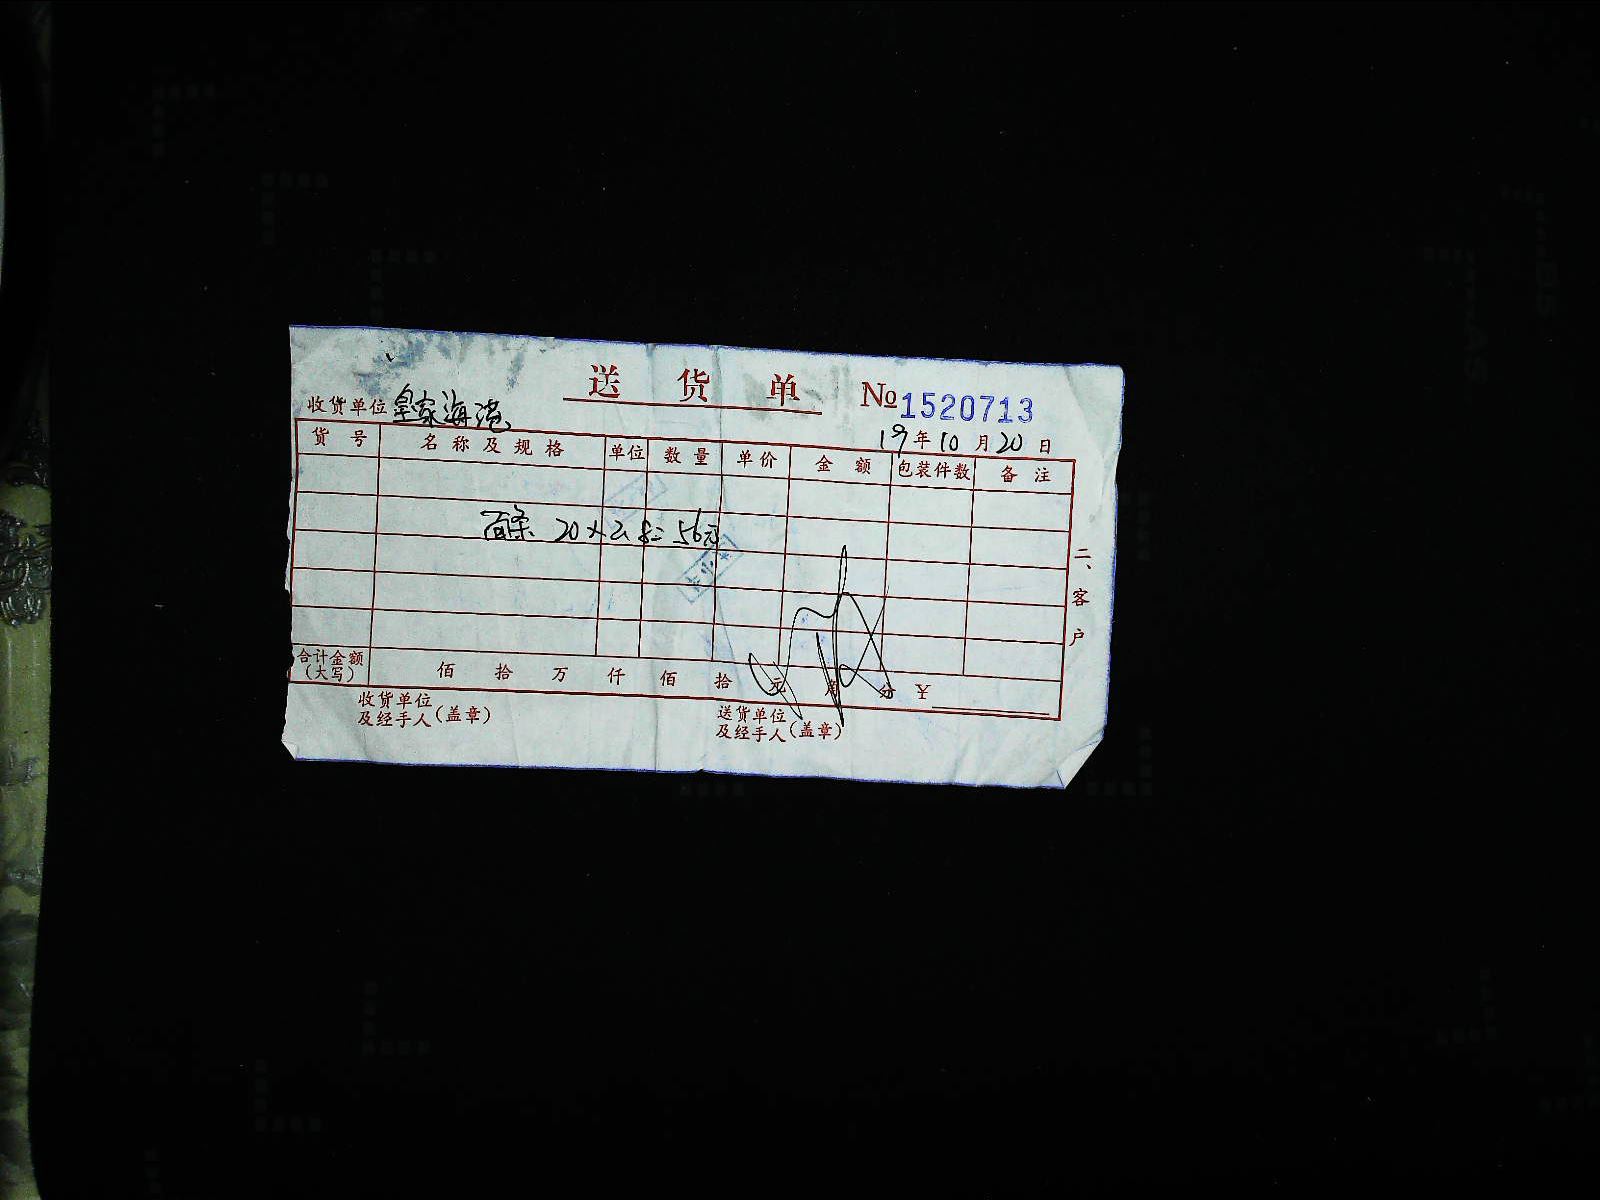 送 货 单 №1520713
收货单位 皇家海港
19年10月20日
货 号 名称及规格 单位 数量 单价 金 额 包装件数 备 注
面条 20×2.8=56元
合计金额(大写) 佰 拾 万 仟 佰 拾 元 角 分 ¥
收货单位及经手人(盖章)
送货单位及经手人(盖章)
二、客户